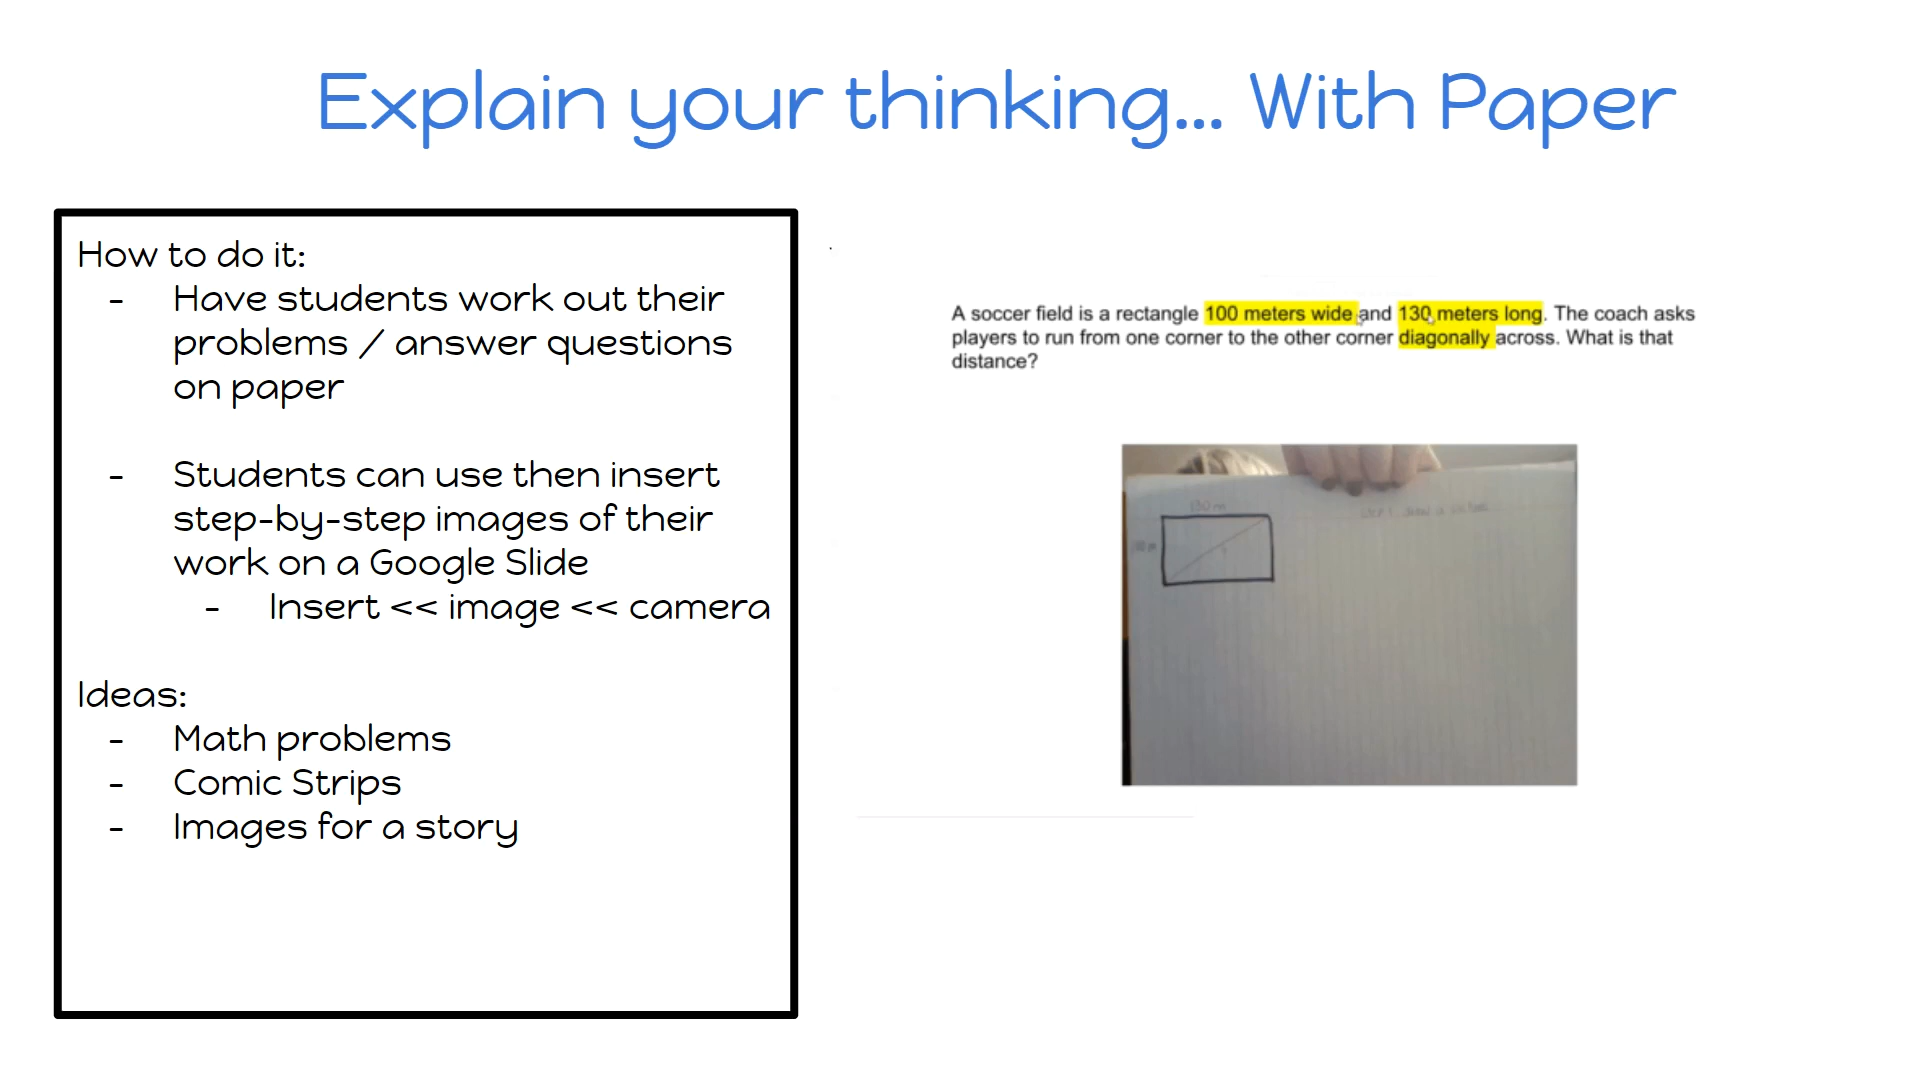 Explain your thinking... With Paper
How to do it:
- Have students work out their
problems / answer questions
on paper
- Students can use then insert
step-by-step images of their
work on a Google Slide
- Insert << image << camera
Ideas:
- Math problems
- Comic Strips
- Images for a story
A soccer field is a rectangle 100 meters wide and 130 meters long. The coach asks
players to run from one corner to the other corner diagonally across. What is that
distance?
130 m